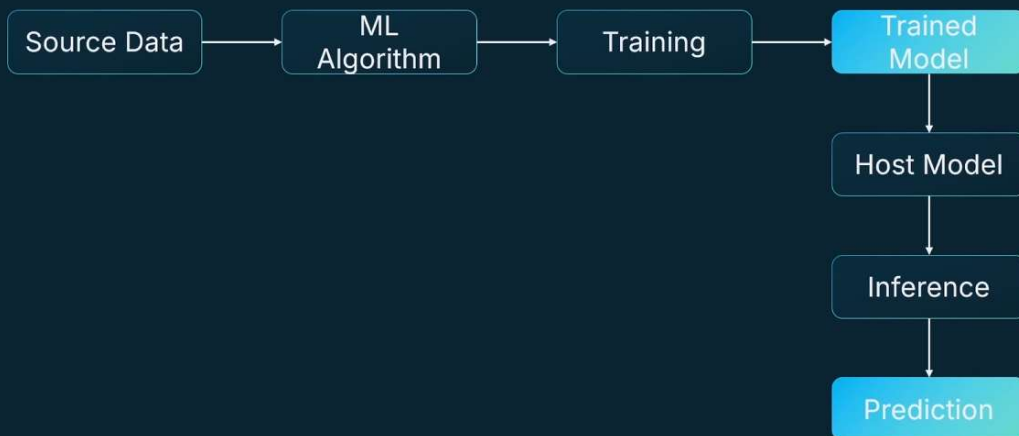 Source Data
ML
Algorithm
Training
Trained
Model
Host Model
Inference
Prediction